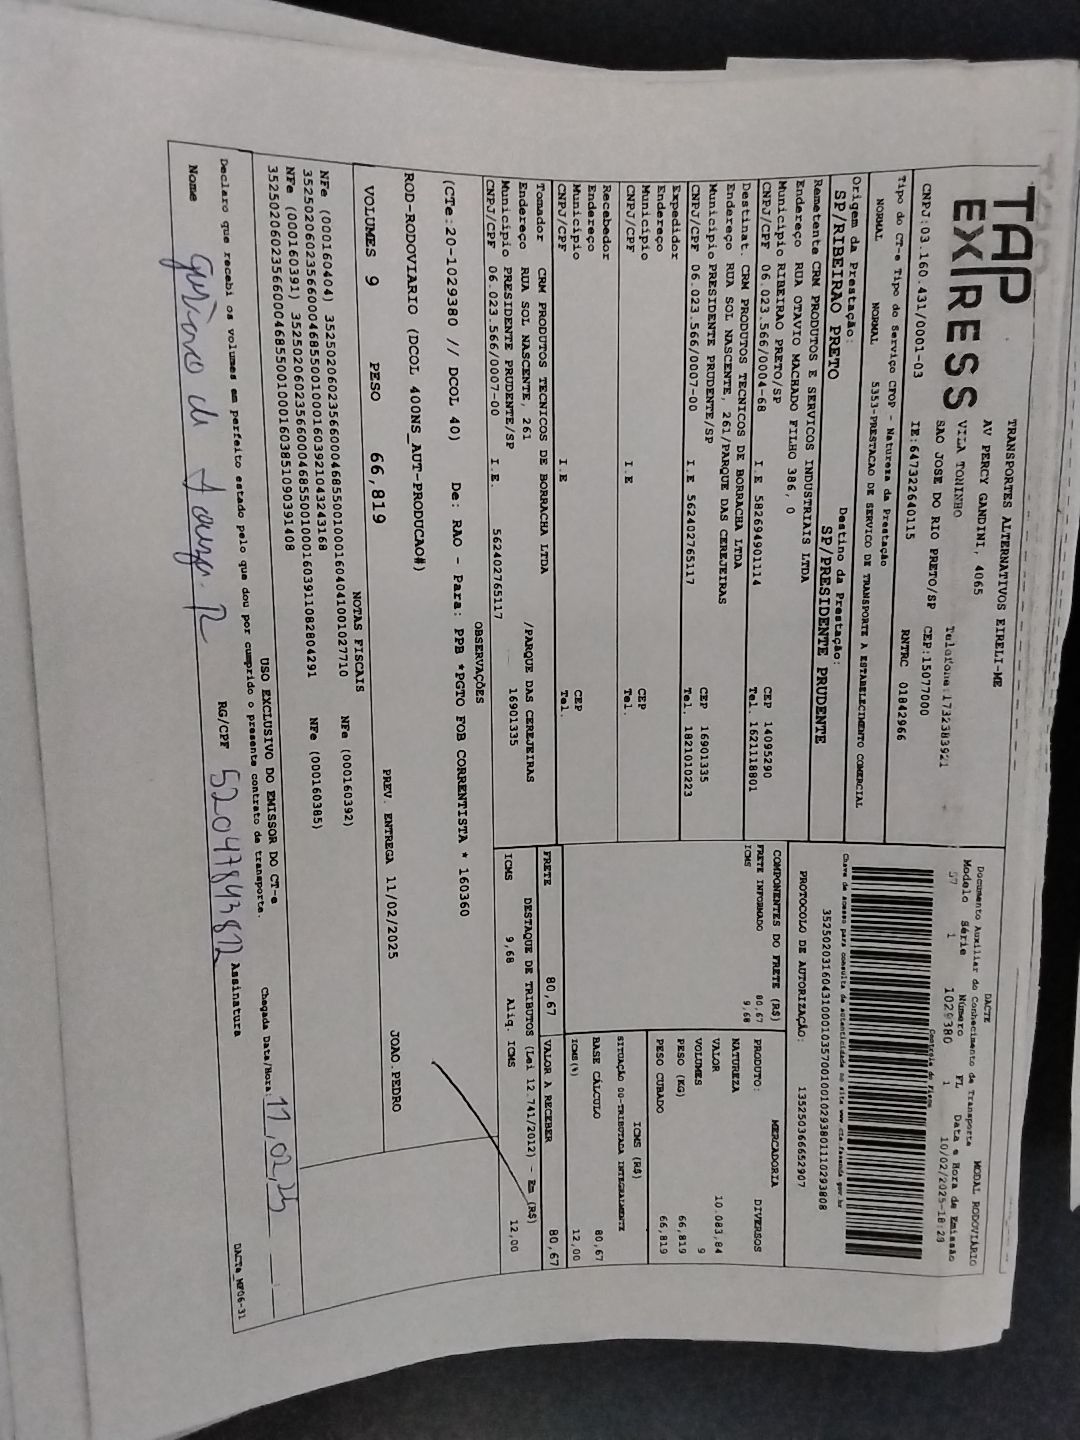 TAP
EXPRESS
TRANSPORTES ALTERNATIVOS EIRELI-ME
AV PERCY GANDINI, 4065
VILA TONINHO
SAO JOSE DO RIO PRETO/SP CEP:15077000
Telefone:1732383921
CNPJ:03.160.431/0001-03 IE:647322640115 RNTRC 01842966
Tipo do CT-e Tipo do Serviço CFOP - Natureza da Prestação
NORMAL NORMAL 5353-PRESTACAO DE SERVICO DE TRANSPORTE A ESTABELECIMENTO COMERCIAL
Origem da Prestação: Destino da Prestação:
SP/RIBEIRAO PRETO SP/PRESIDENTE PRUDENTE
Remetente CRM PRODUTOS E SERVICOS INDUSTRIAIS LTDA
Endereço RUA OTAVIO MACHADO FILHO 386, 0
Município RIBEIRAO PRETO/SP CEP 14095290
CNPJ/CPF 06.023.566/0004-68 I.E 582694901114 Tel. 1621118801
Destinat. CRM PRODUTOS TECNICOS DE BORRACHA LTDA
Endereço RUA SOL NASCENTE, 261/PARQUE DAS CEREJEIRAS
Município PRESIDENTE PRUDENTE/SP CEP 16901335
CNPJ/CPF 06.023.566/0007-00 I.E 562402765117 Tel. 1821010223
Expedidor
Endereço
Município CEP
CNPJ/CPF I.E Tel.
Recebedor
Endereço
Município CEP
CNPJ/CPF I.E Tel.
Tomador CRM PRODUTOS TECNICOS DE BORRACHA LTDA
Endereço RUA SOL NASCENTE, 261 /PARQUE DAS CEREJEIRAS
Município PRESIDENTE PRUDENTE/SP 16901335
CNPJ/CPF 06.023.566/0007-00 I.E. 562402765117
DACTE MODAL RODOVIÁRIO
Documento Auxiliar do Conhecimento de Transporte
Modelo Série Número FL Data e Hora de Emissão
57 1 1029380 1 10/02/2025-18:29
Controle do Fisco
Chave de acesso para consulta de autenticidade no site www.cte.fazenda.gov.br
35250203160431000103570010010293801110293808
PROTOCOLO DE AUTORIZAÇÃO: 135250366652907
COMPONENTES DO FRETE (R$)
FRETE INFORMADO 80,67
ICMS 9,68
MERCADORIA
PRODUTO: DIVERSOS
NATUREZA
VALOR 10.083,84
VOLUMES 9
PESO (KG) 66,819
PESO CUBADO 66,819
ICMS (R$)
SITUAÇÃO 00-TRIBUTADA INTEGRALMENTE
BASE CÁLCULO 80,67
ICMS(%) 12,00
FRETE 80,67 VALOR A RECEBER 80,67
DESTAQUE DE TRIBUTOS (Lei 12.741/2012) - Em (R$)
ICMS 9,68 Aliq. ICMS 12,00
OBSERVAÇÕES
(CTe:20-1029380 // DCOL 40) De: RAO - Para: PPB *PGTO FOB CORRENTISTA * 160360
ROD-RODOVIARIO (DCOL 400NS_AUT-PRODUCAO#)
VOLUMES 9 PESO 66,819 PREV. ENTREGA 11/02/2025 JOAO.PEDRO
NOTAS FISCAIS
NFe (000160404) 35250206023566000468550010001604041001027710 NFe (000160392)
35250206023566000468550010001603921043243168
NFe (000160391) 35250206023566000468550010001603911082804291 NFe (000160385)
35250206023566000468550010001603851090391408
USO EXCLUSIVO DO EMISSOR DO CT-e
Declaro que recebi os volumes em perfeito estado pelo que dou por cumprido o presente contrato de transporte. Chegada Data/Hora: 11,02,25
Nome RG/CPF 52047843812 Assinatura
DACTe_NF06-31